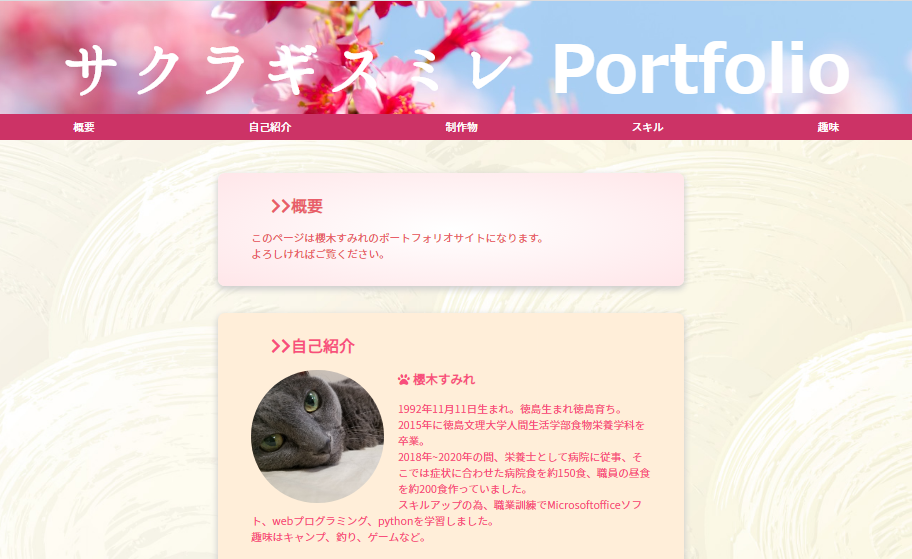 サクラギスミレ Portfolio
概要 自己紹介 制作物 スキル 趣味
>>概要
このページは櫻木すみれのポートフォリオサイトになります。
よろしければご覧ください。
>>自己紹介
櫻木すみれ
1992年11月11日生まれ。徳島生まれ徳島育ち。
2015年に徳島文理大学人間生活学部食物栄養学科を
卒業。
2018年~2020年の間、栄養士として病院に従事、そ
こでは症状に合わせた病院食を約150食、職員の昼食
を約200食作っていました。
スキルアップの為、職業訓練でMicrosoftofficeソフ
ト、webプログラミング、pythonを学習しました。
趣味はキャンプ、釣り、ゲームなど。